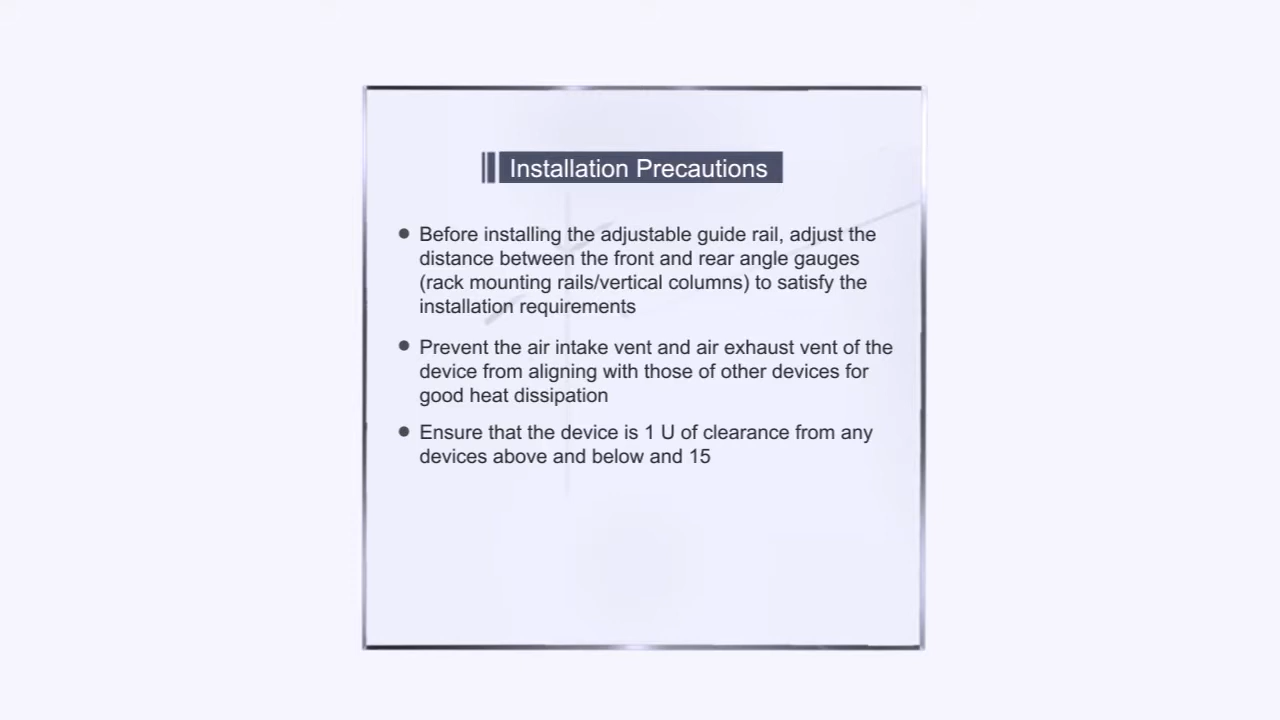 Installation Precautions
● Before installing the adjustable guide rail, adjust the
distance between the front and rear angle gauges
(rack mounting rails/vertical columns) to satisfy the
installation requirements
● Prevent the air intake vent and air exhaust vent of the
device from aligning with those of other devices for
good heat dissipation
● Ensure that the device is 1 U of clearance from any
devices above and below and 15